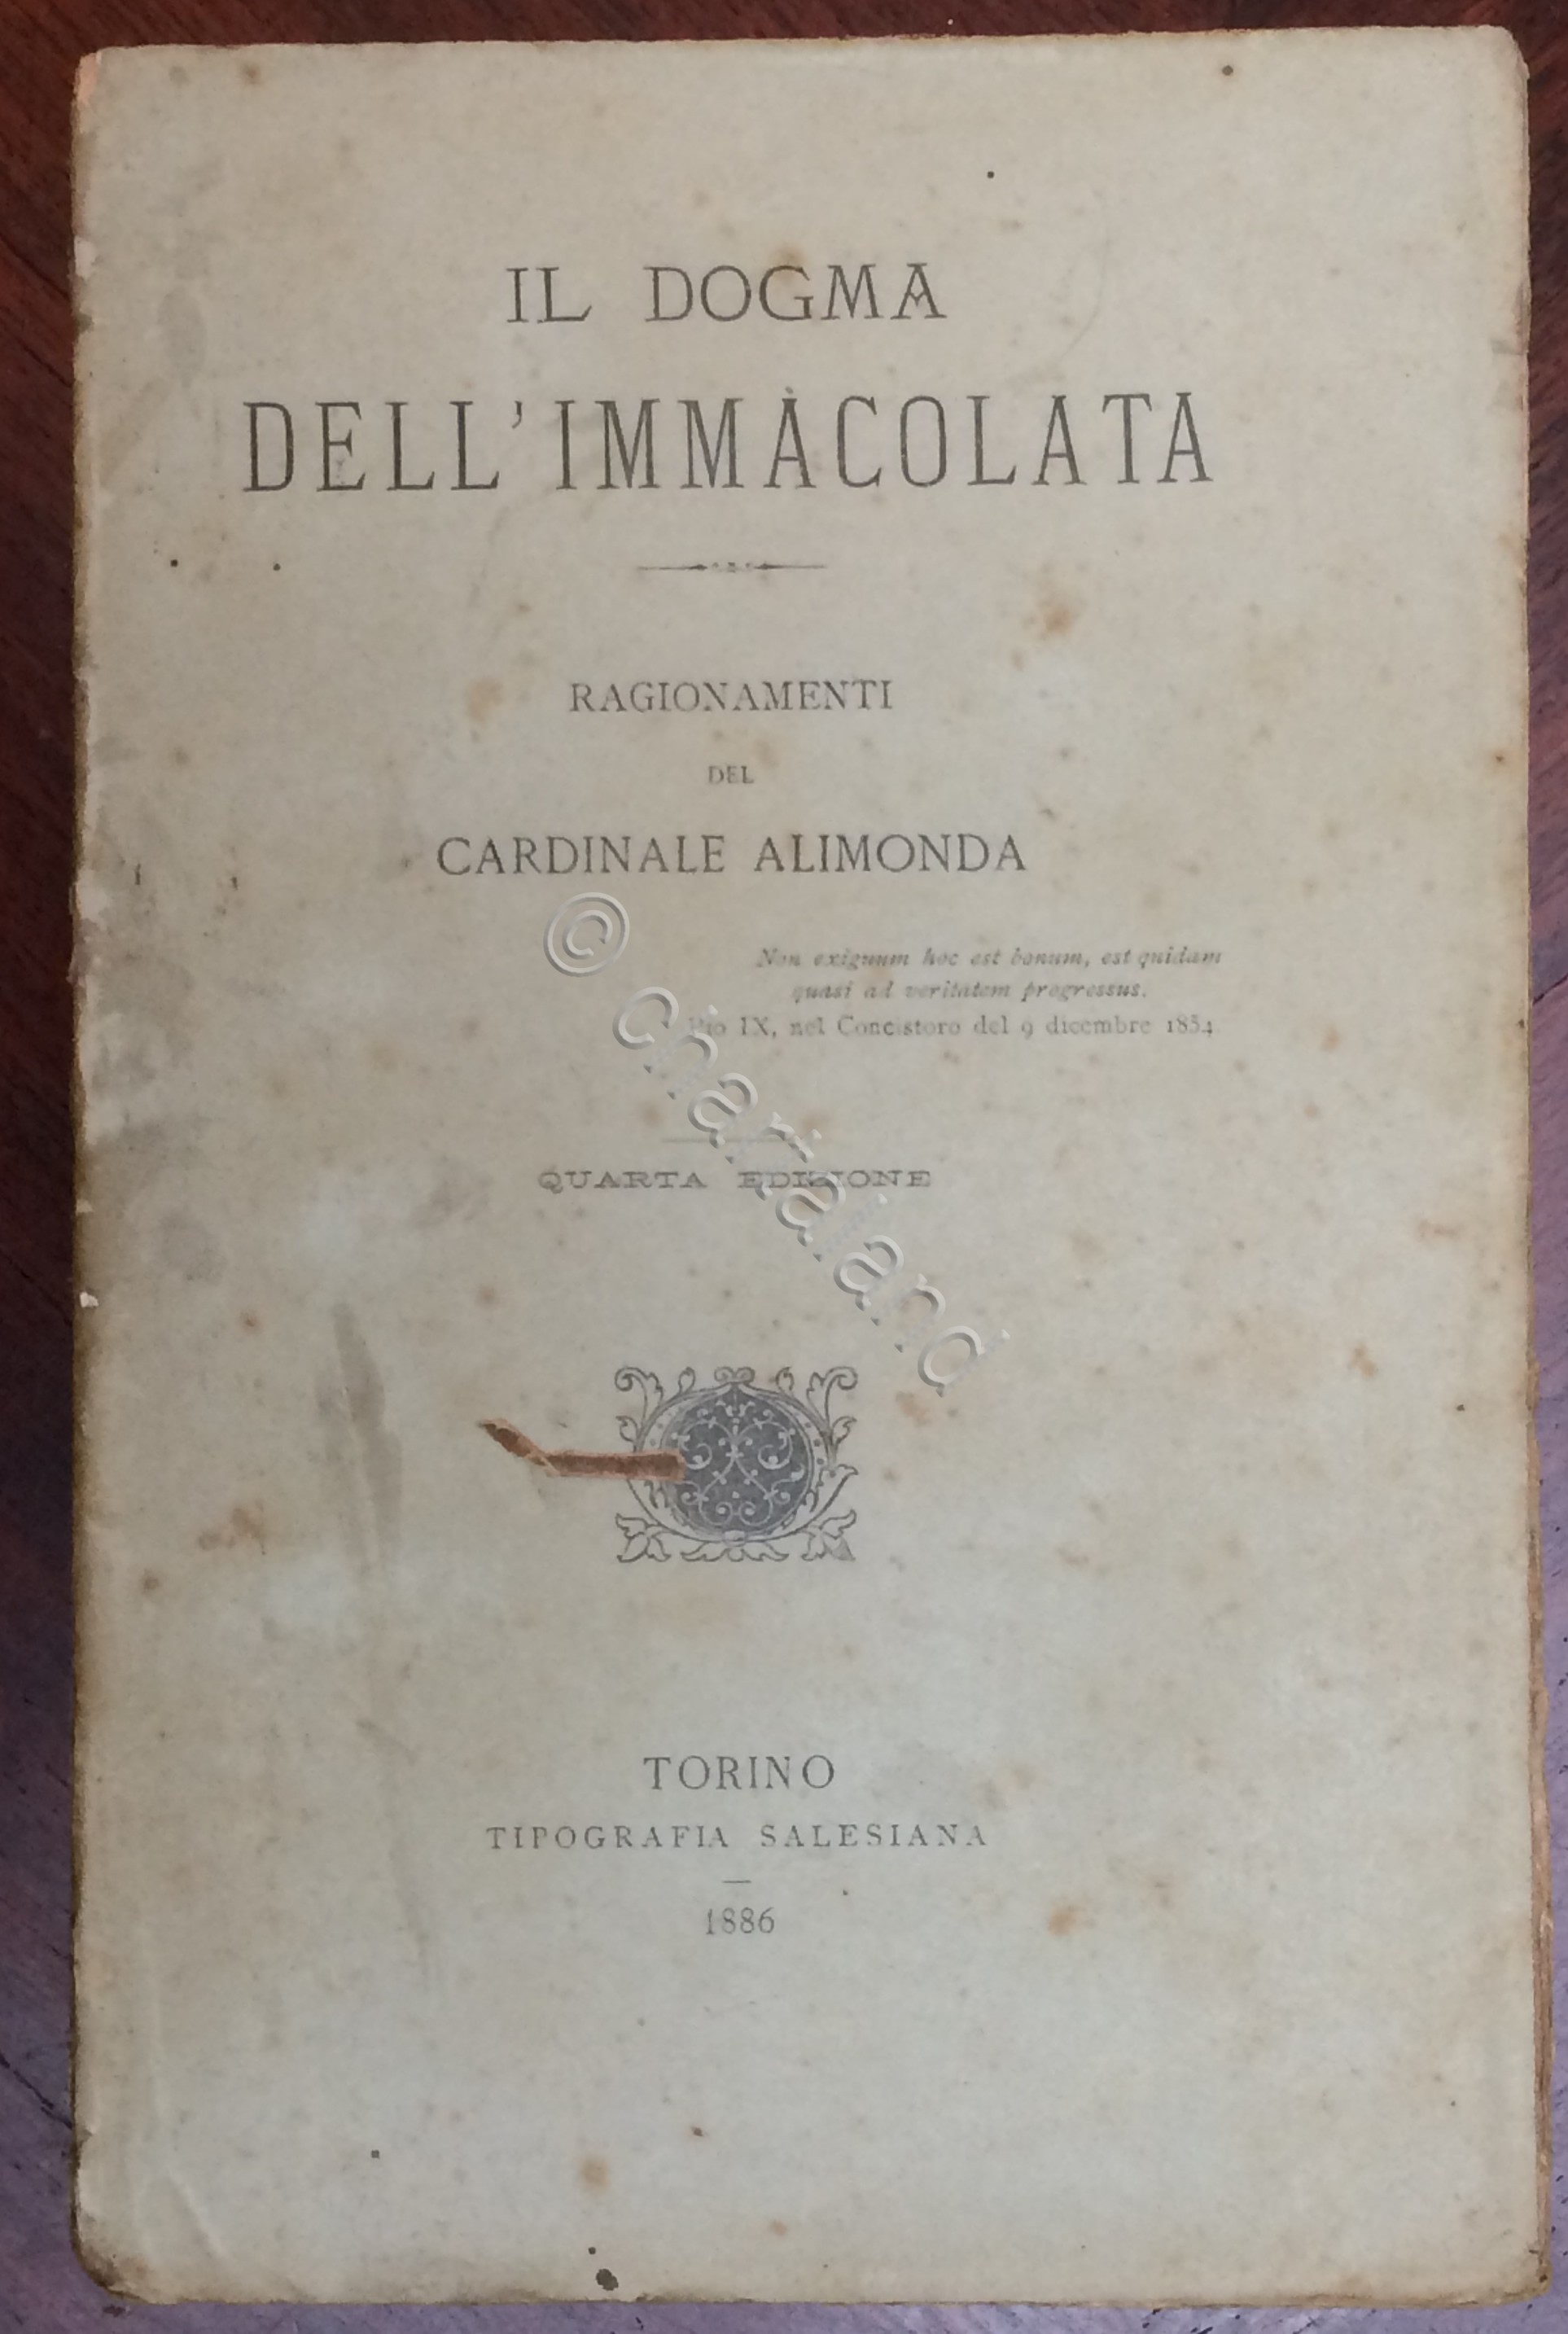 IL DOGMA
DELL'IMMACOLATA
RAGIONAMENTI
DEL
CARDINALE ALIMONDA
Non exiguum hoc est bonum, est quidam
quasi ad veritatem progressus.
Pio IX, nel Concistoro del 9 dicembre 1854
QUARTA EDIZIONE
© Chartaland
TORINO
TIPOGRAFIA SALESIANA
1886